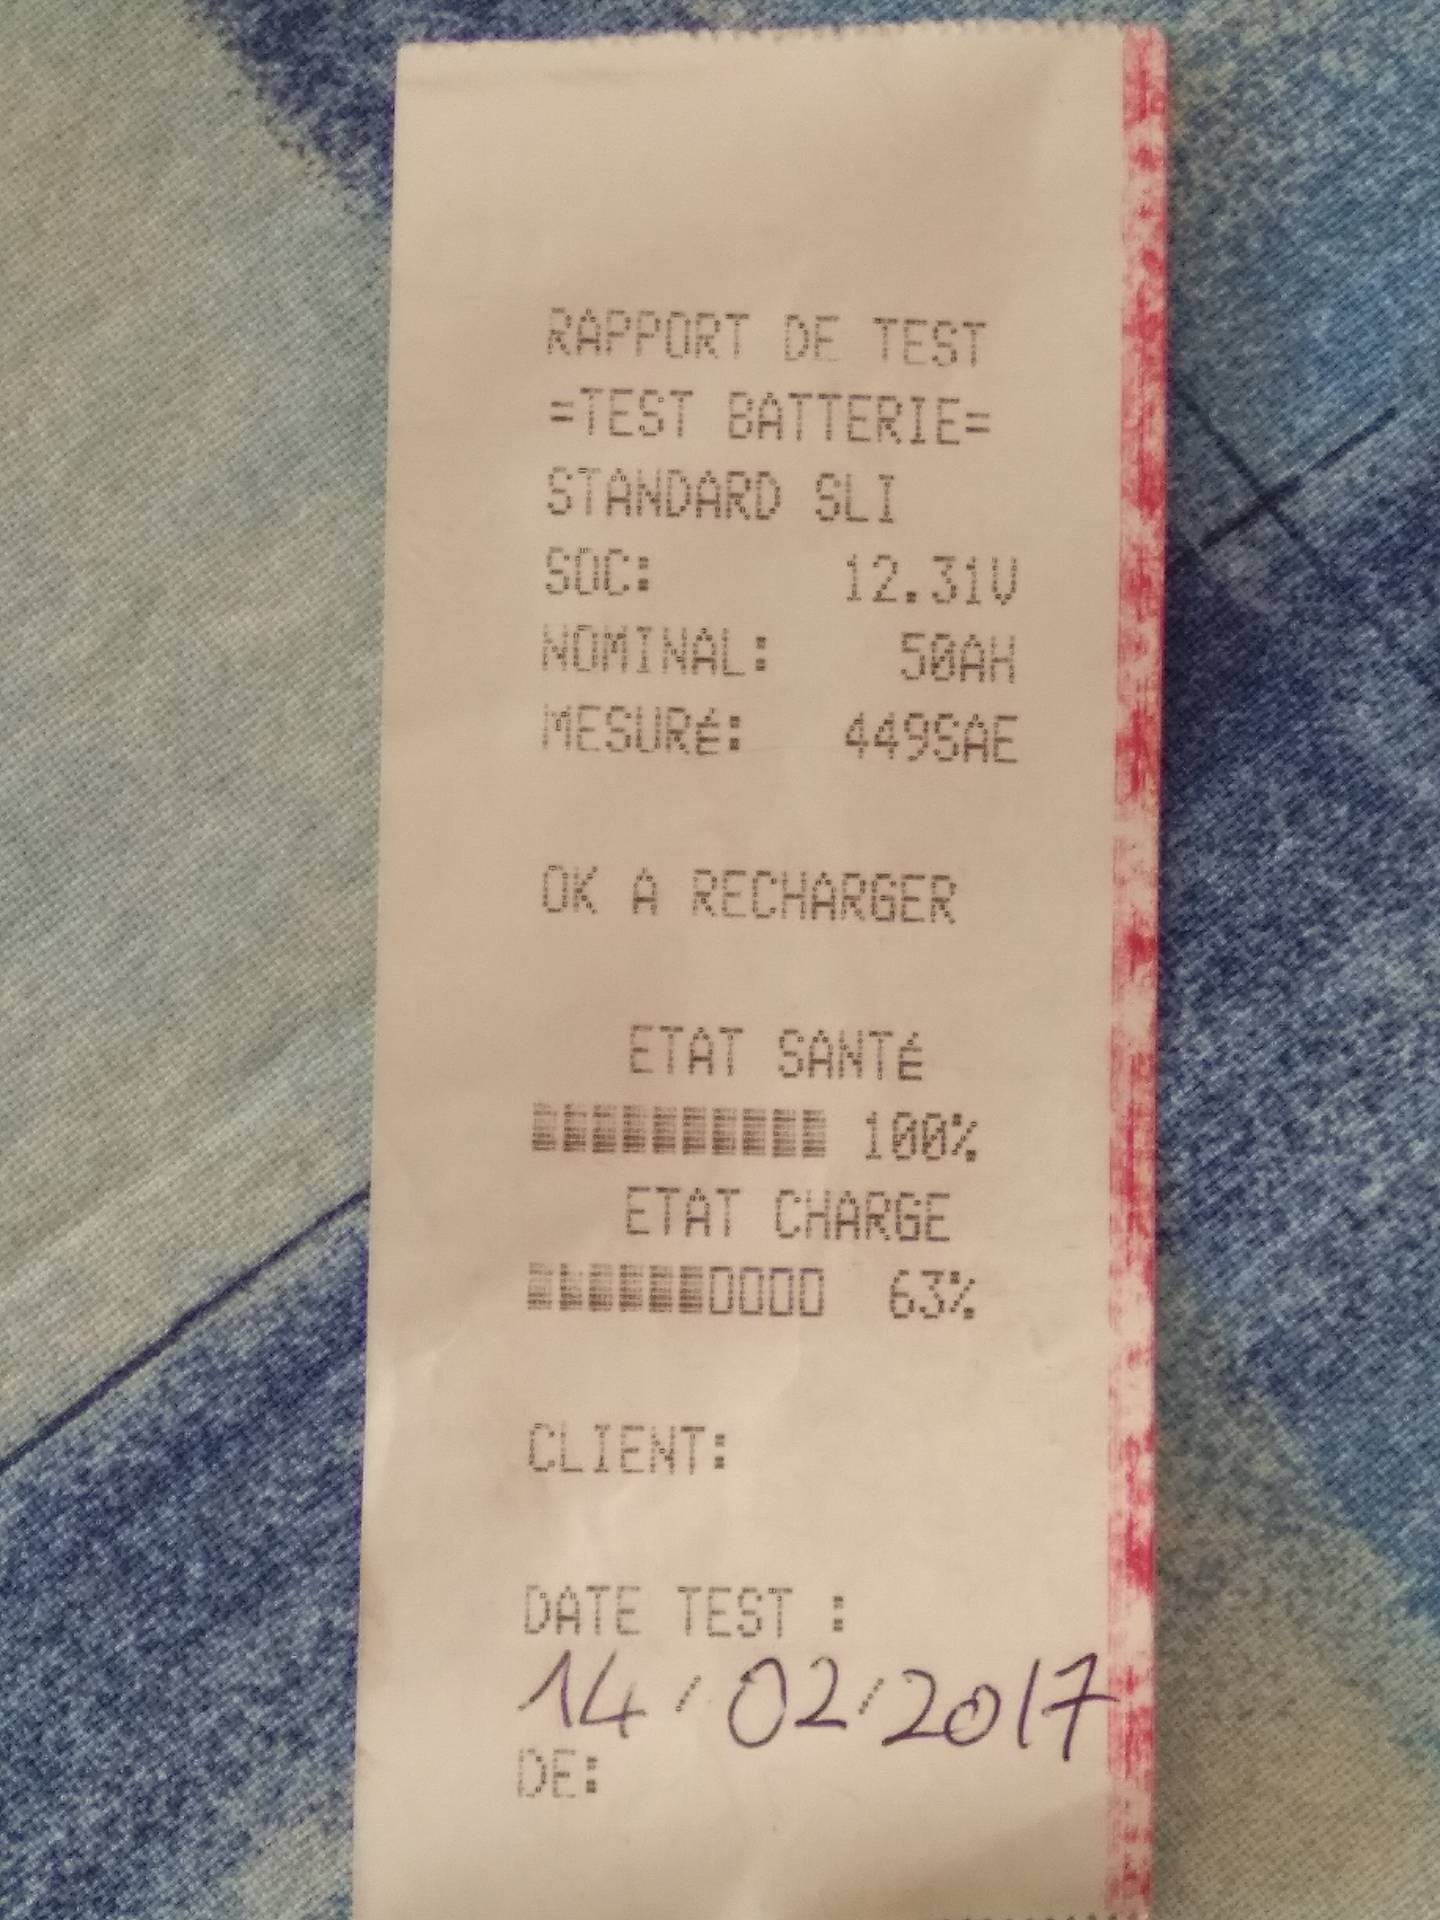 RAPPORT DE TEST
=TEST BATTERIE=
STANDARD SLI
SOC: 12.31V
NOMINAL: 50AH
MESURÉ: 449SAE
OK A RECHARGER
ETAT SANTÉ
100%
ETAT CHARGE
63%
CLIENT:
DATE TEST :
14/02/2017
DE: